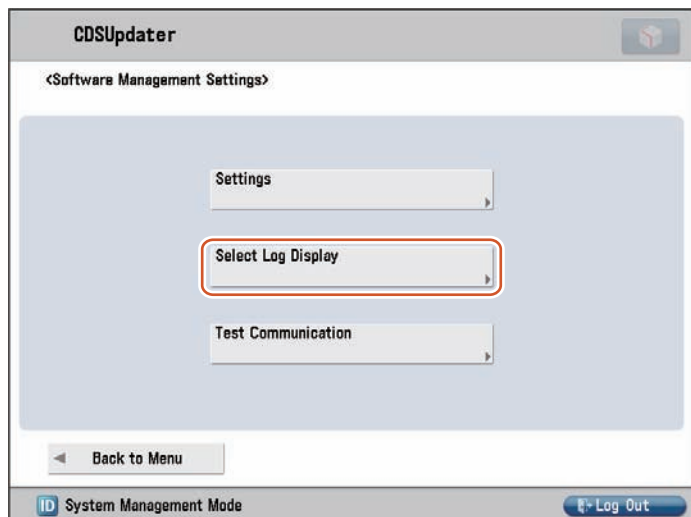 CDSUpdater
<Software Management Settings>
Settings
Select Log Display
Test Communication
Back to Menu
ID System Management Mode
Log Out